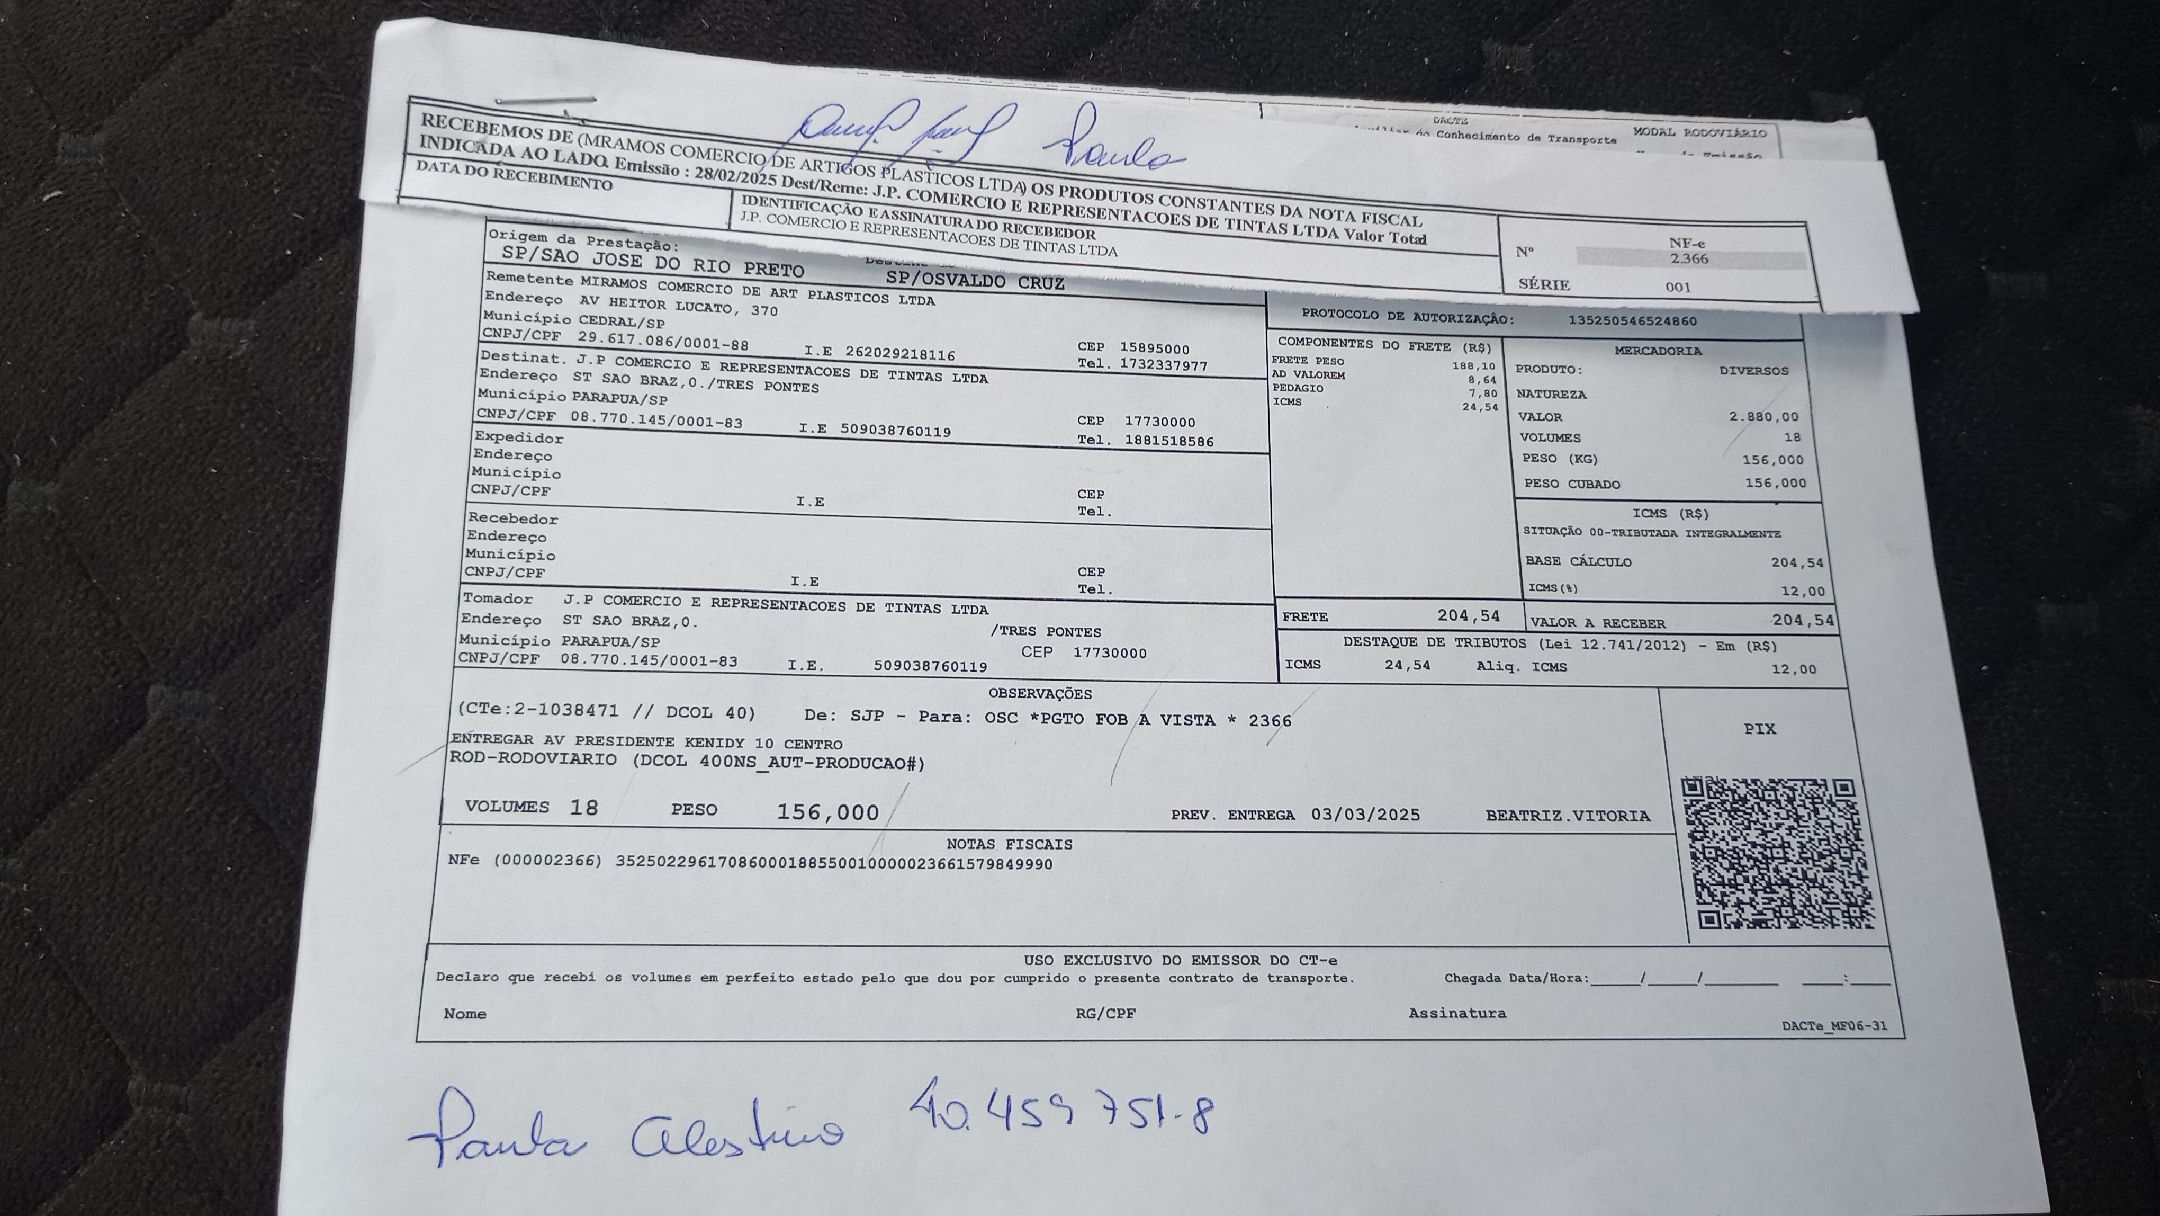 Paula
DACTE
do Conhecimento de Transporte
MODAL RODOVIÁRIO
RECEBEMOS DE (MRAMOS COMERCIO DE ARTIGOS PLASTICOS LTDA) OS PRODUTOS CONSTANTES DA NOTA FISCAL
INDICADA AO LADO. Emissão : 28/02/2025 Dest/Reme: J.P. COMERCIO E REPRESENTACOES DE TINTAS LTDA Valor Total
DATA DO RECEBIMENTO
IDENTIFICAÇÃO E ASSINATURA DO RECEBEDOR
J.P. COMERCIO E REPRESENTACOES DE TINTAS LTDA
NF-e
Nº 2.366
SÉRIE 001
Origem da Prestação:
SP/SAO JOSE DO RIO PRETO SP/OSVALDO CRUZ
Remetente MIRAMOS COMERCIO DE ART PLASTICOS LTDA
Endereço AV HEITOR LUCATO, 370
Município CEDRAL/SP CEP 15895000
CNPJ/CPF 29.617.086/0001-88 I.E 262029218116 Tel. 1732337977
Destinat. J.P COMERCIO E REPRESENTACOES DE TINTAS LTDA
Endereço ST SAO BRAZ,0./TRES PONTES
Município PARAPUA/SP CEP 17730000
CNPJ/CPF 08.770.145/0001-83 I.E 509038760119 Tel. 1881518586
Expedidor
Endereço
Município CEP
CNPJ/CPF I.E Tel.
Recebedor
Endereço
Município CEP
CNPJ/CPF I.E Tel.
Tomador J.P COMERCIO E REPRESENTACOES DE TINTAS LTDA
Endereço ST SAO BRAZ,0. /TRES PONTES
Município PARAPUA/SP CEP 17730000
CNPJ/CPF 08.770.145/0001-83 I.E. 509038760119
PROTOCOLO DE AUTORIZAÇÃO: 135250546524860
COMPONENTES DO FRETE (R$)
FRETE PESO 188,10
AD VALOREM 8,64
PEDAGIO 7,80
ICMS 24,54
MERCADORIA
PRODUTO: DIVERSOS
NATUREZA
VALOR 2.880,00
VOLUMES 18
PESO (KG) 156,000
PESO CUBADO 156,000
ICMS (R$)
SITUAÇÃO 00-TRIBUTADA INTEGRALMENTE
BASE CÁLCULO 204,54
ICMS(%) 12,00
FRETE 204,54 VALOR A RECEBER 204,54
DESTAQUE DE TRIBUTOS (Lei 12.741/2012) - Em (R$)
ICMS 24,54 Aliq. ICMS 12,00
OBSERVAÇÕES
(CTe:2-1038471 // DCOL 40) De: SJP - Para: OSC *PGTO FOB A VISTA * 2366
ENTREGAR AV PRESIDENTE KENIDY 10 CENTRO
ROD-RODOVIARIO (DCOL 400NS_AUT-PRODUCAO#)
VOLUMES 18 PESO 156,000 PREV. ENTREGA 03/03/2025 BEATRIZ.VITORIA
PIX
NOTAS FISCAIS
NFe (000002366) 35250229617086000188550010000023661579849990
USO EXCLUSIVO DO EMISSOR DO CT-e
Declaro que recebi os volumes em perfeito estado pelo que dou por cumprido o presente contrato de transporte. Chegada Data/Hora:_____/_____/_______ ____:____
Nome RG/CPF Assinatura
DACTe_MF06-31
Paula Celestino 40.459 751-8